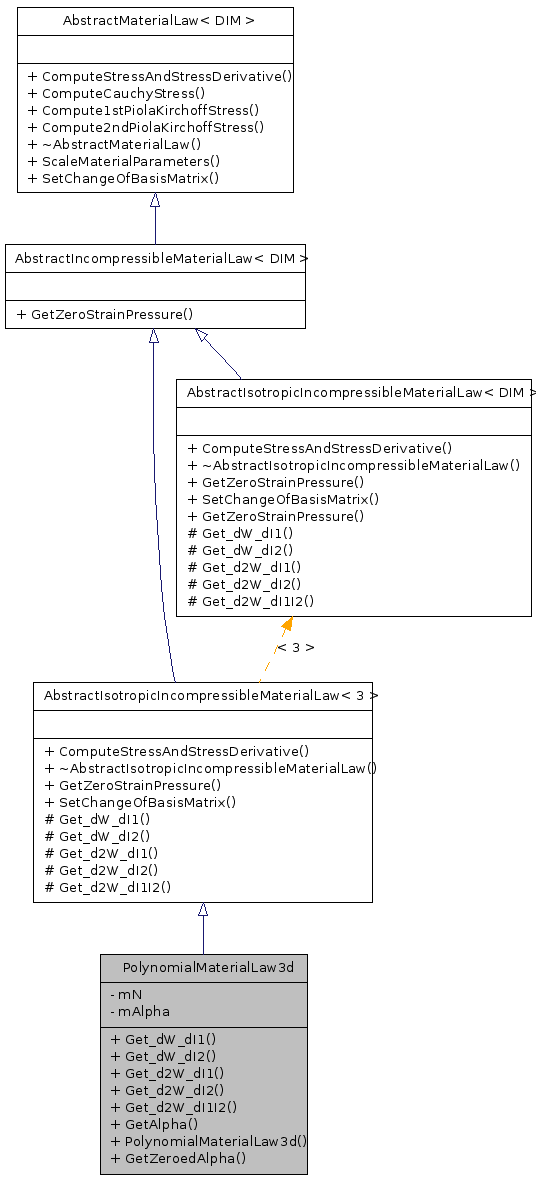 AbstractMaterialLaw< DIM >
+ ComputeStressAndStressDerivative()
+ ComputeCauchyStress()
+ Compute1stPiolaKirchoffStress()
+ Compute2ndPiolaKirchoffStress()
+ ~AbstractMaterialLaw()
+ ScaleMaterialParameters()
+ SetChangeOfBasisMatrix()
AbstractIncompressibleMaterialLaw< DIM >
+ GetZeroStrainPressure()
AbstractIsotropicIncompressibleMaterialLaw< DIM >
+ ComputeStressAndStressDerivative()
+ ~AbstractIsotropicIncompressibleMaterialLaw()
+ GetZeroStrainPressure()
+ SetChangeOfBasisMatrix()
+ GetZeroStrainPressure()
# Get_dW_dI1()
# Get_dW_dI2()
# Get_d2W_dI1()
# Get_d2W_dI2()
# Get_d2W_dI1I2()
< 3 >
AbstractIsotropicIncompressibleMaterialLaw< 3 >
+ ComputeStressAndStressDerivative()
+ ~AbstractIsotropicIncompressibleMaterialLaw()
+ GetZeroStrainPressure()
+ SetChangeOfBasisMatrix()
# Get_dW_dI1()
# Get_dW_dI2()
# Get_d2W_dI1()
# Get_d2W_dI2()
# Get_d2W_dI1I2()
PolynomialMaterialLaw3d
- mN
- mAlpha
+ Get_dW_dI1()
+ Get_dW_dI2()
+ Get_d2W_dI1()
+ Get_d2W_dI2()
+ Get_d2W_dI1I2()
+ GetAlpha()
+ PolynomialMaterialLaw3d()
+ GetZeroedAlpha()